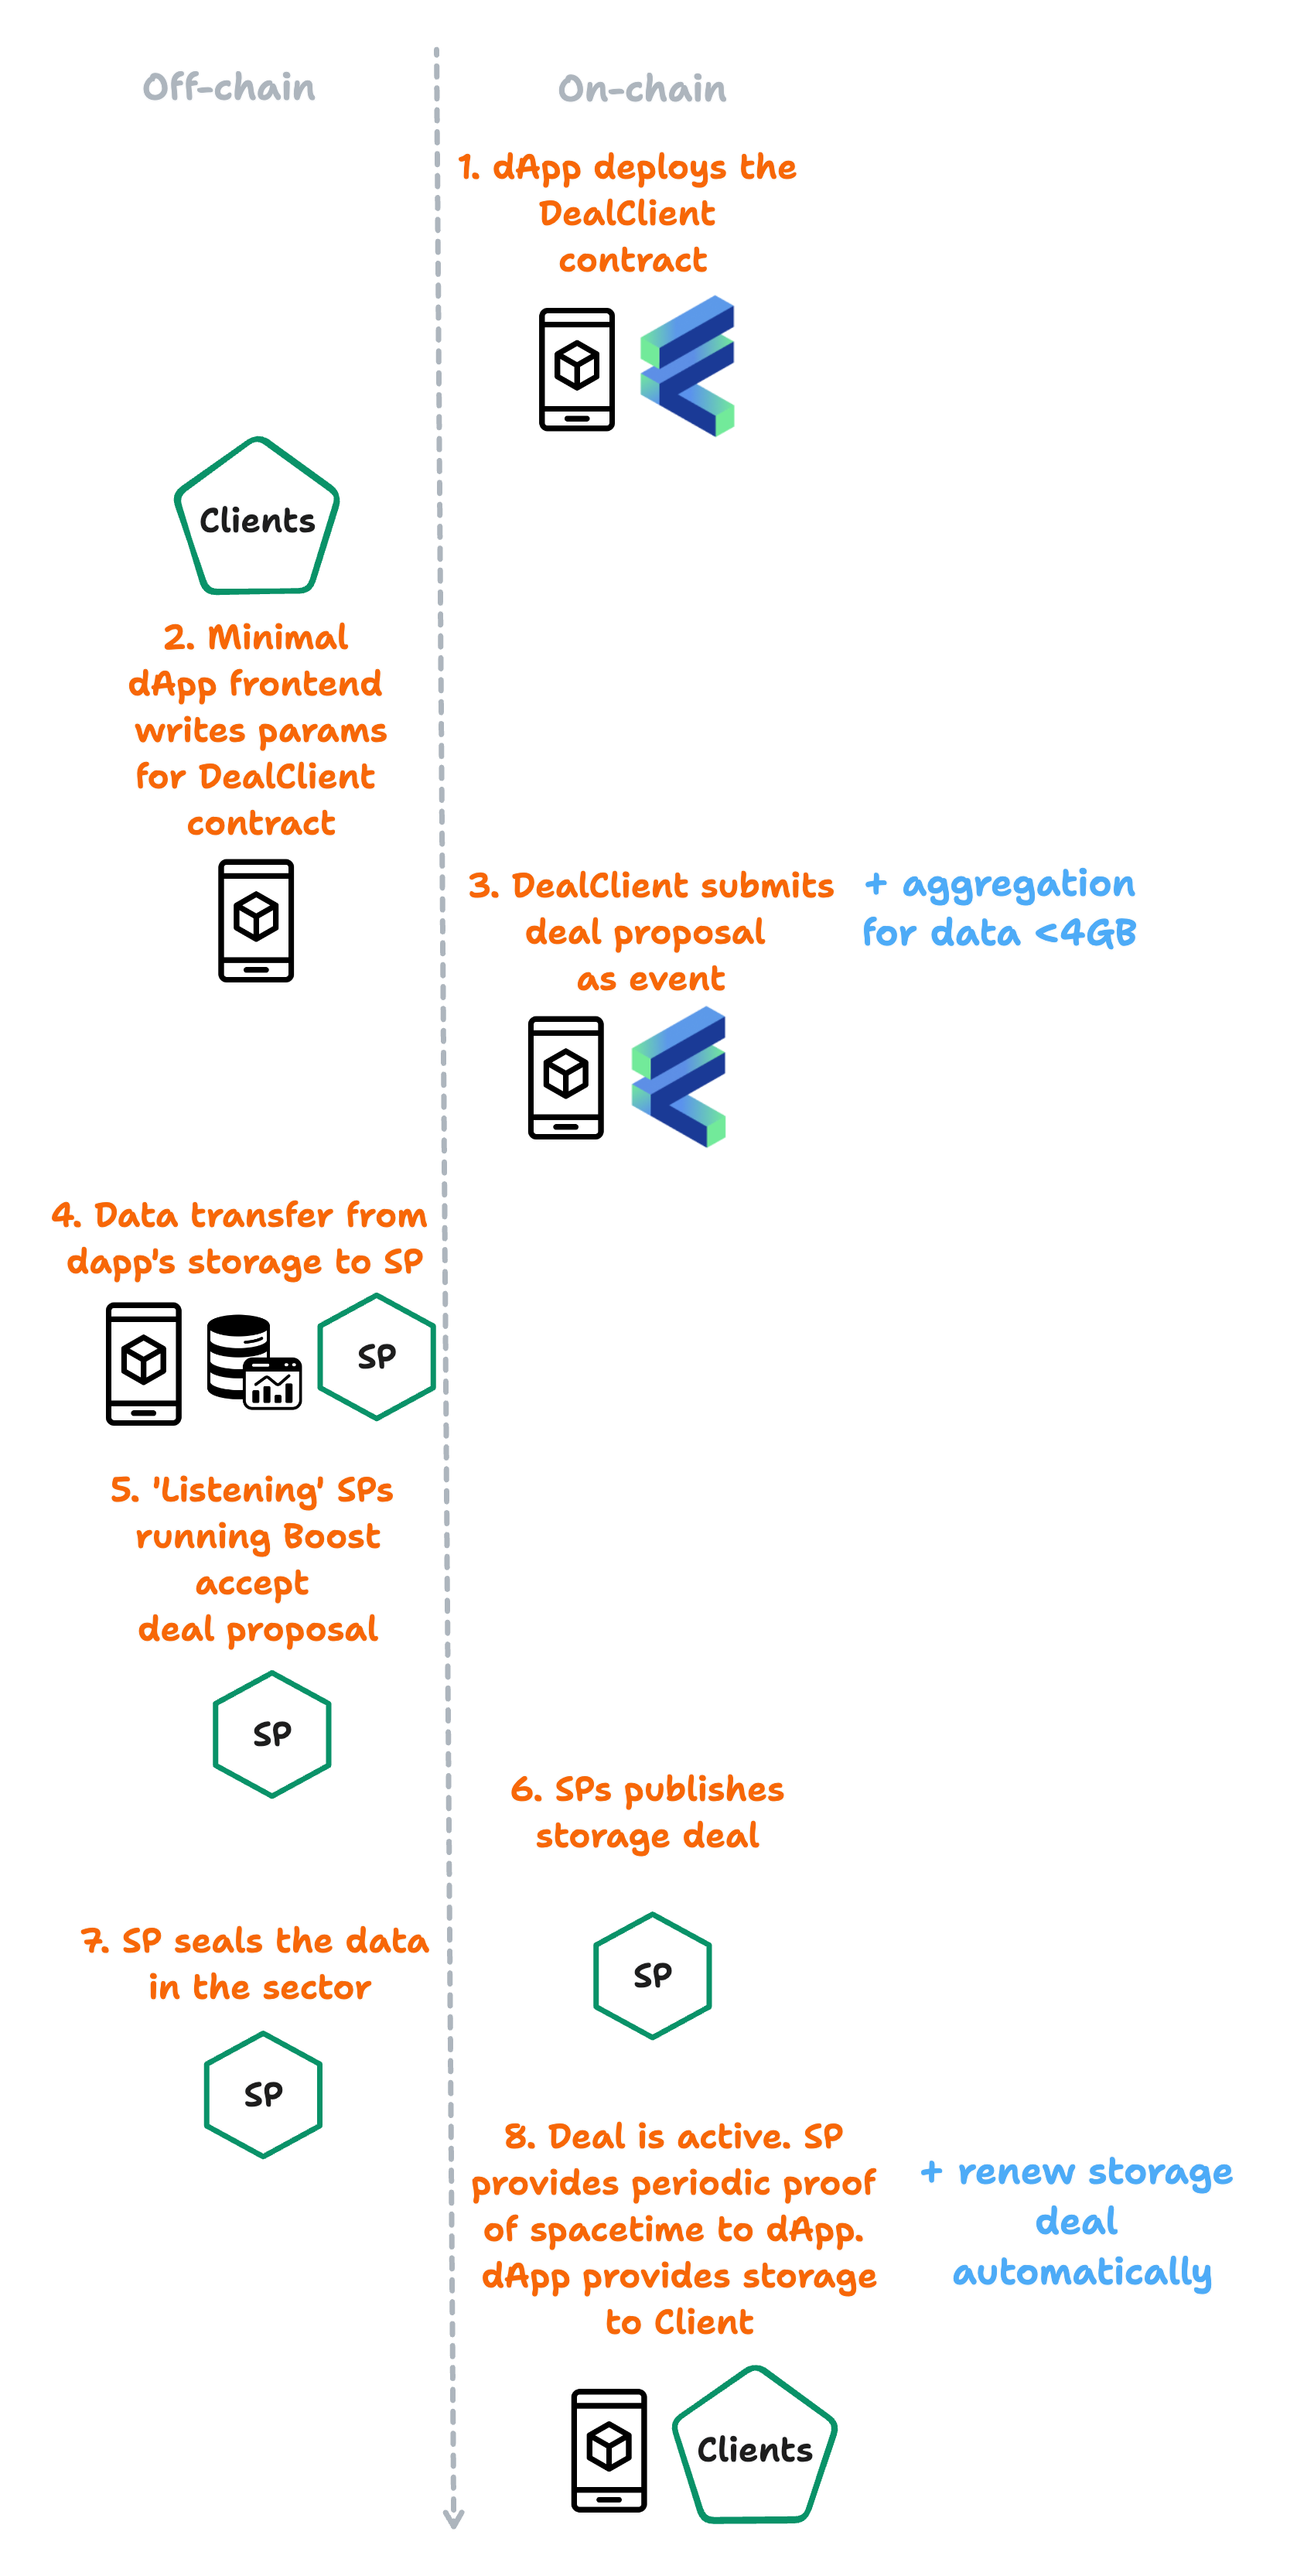 Off-chain
On-chain
1. dApp deploys the
DealClient
contract
Clients
2. Minimal
dApp frontend
writes params
for DealClient
contract
3. DealClient submits
deal proposal
as event
+ aggregation
for data <4GB
4. Data transfer from
dapp's storage to SP
SP
5. 'Listening' SPs
running Boost
accept
deal proposal
SP
6. SPs publishes
storage deal
SP
7. SP seals the data
in the sector
SP
8. Deal is active. SP
provides periodic proof
of spacetime to dApp.
dApp provides storage
to Client
+ renew storage
deal
automatically
Clients